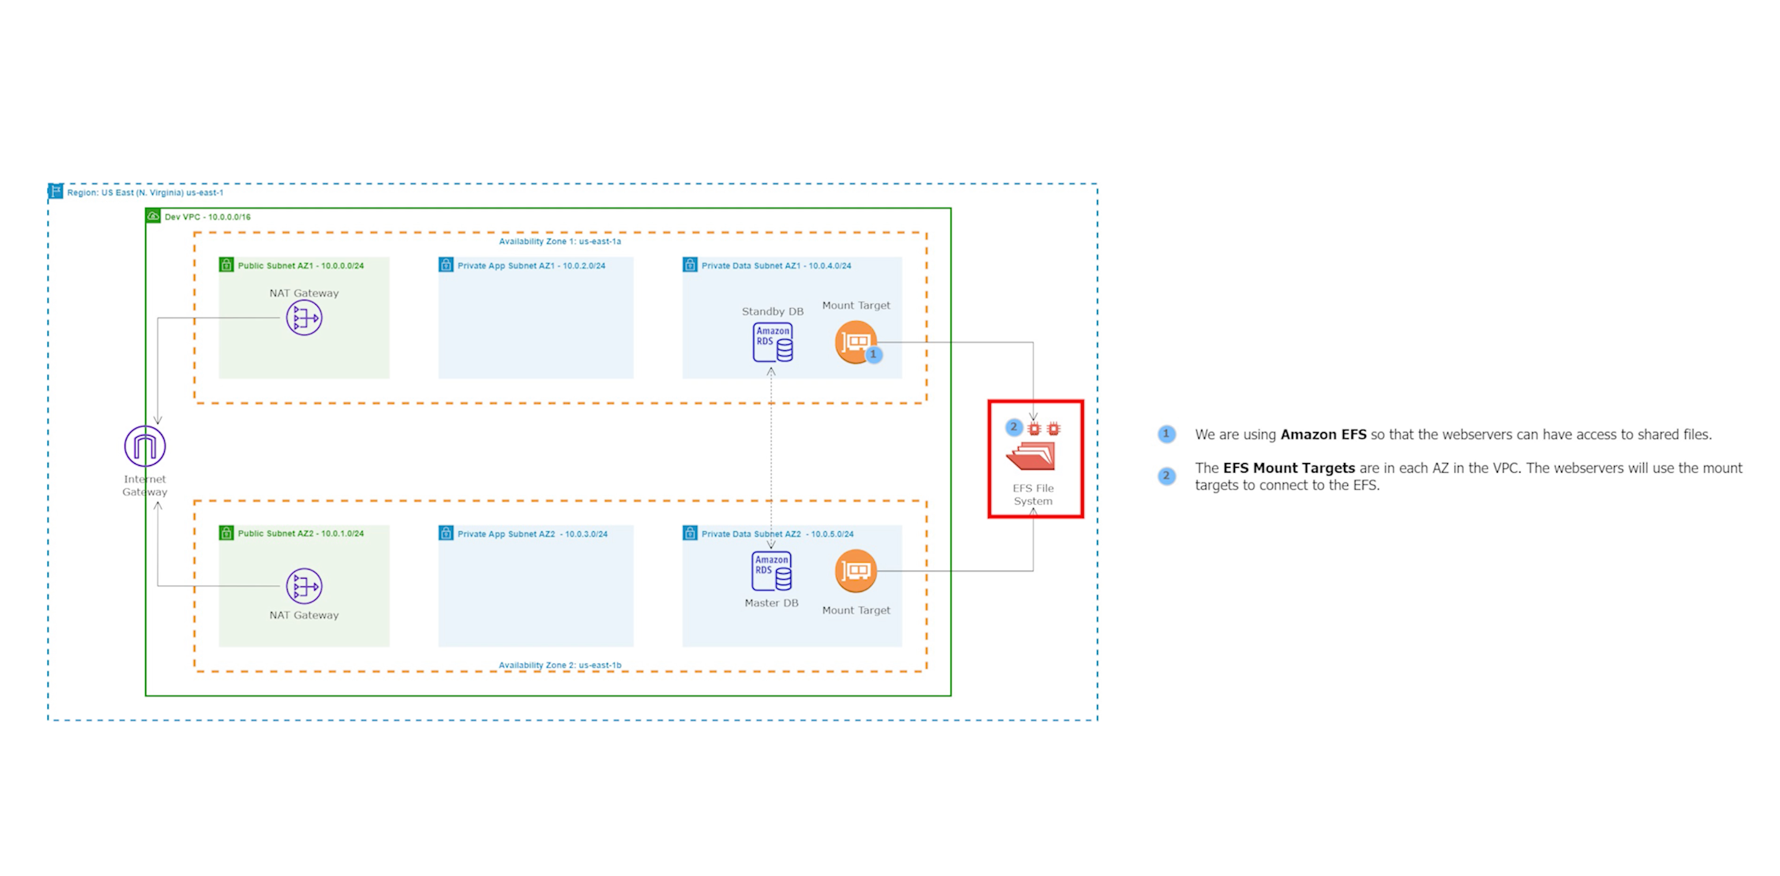 Region: US East (N. Virginia) us-east-1
Dev VPC - 10.0.0.0/16
Availability Zone 1: us-east-1a
Public Subnet AZ1 - 10.0.0.0/24
Private App Subnet AZ1 - 10.0.2.0/24
Private Data Subnet AZ1 - 10.0.4.0/24
NAT Gateway
Standby DB
Mount Target
Amazon
RDS
1
Internet
Gateway
2
EFS File
System
1 We are using Amazon EFS so that the webservers can have access to shared files.
2 The EFS Mount Targets are in each AZ in the VPC. The webservers will use the mount
targets to connect to the EFS.
Public Subnet AZ2 - 10.0.1.0/24
Private App Subnet AZ2 - 10.0.3.0/24
Private Data Subnet AZ2 - 10.0.5.0/24
Amazon
RDS
NAT Gateway
Master DB
Mount Target
Availability Zone 2: us-east-1b